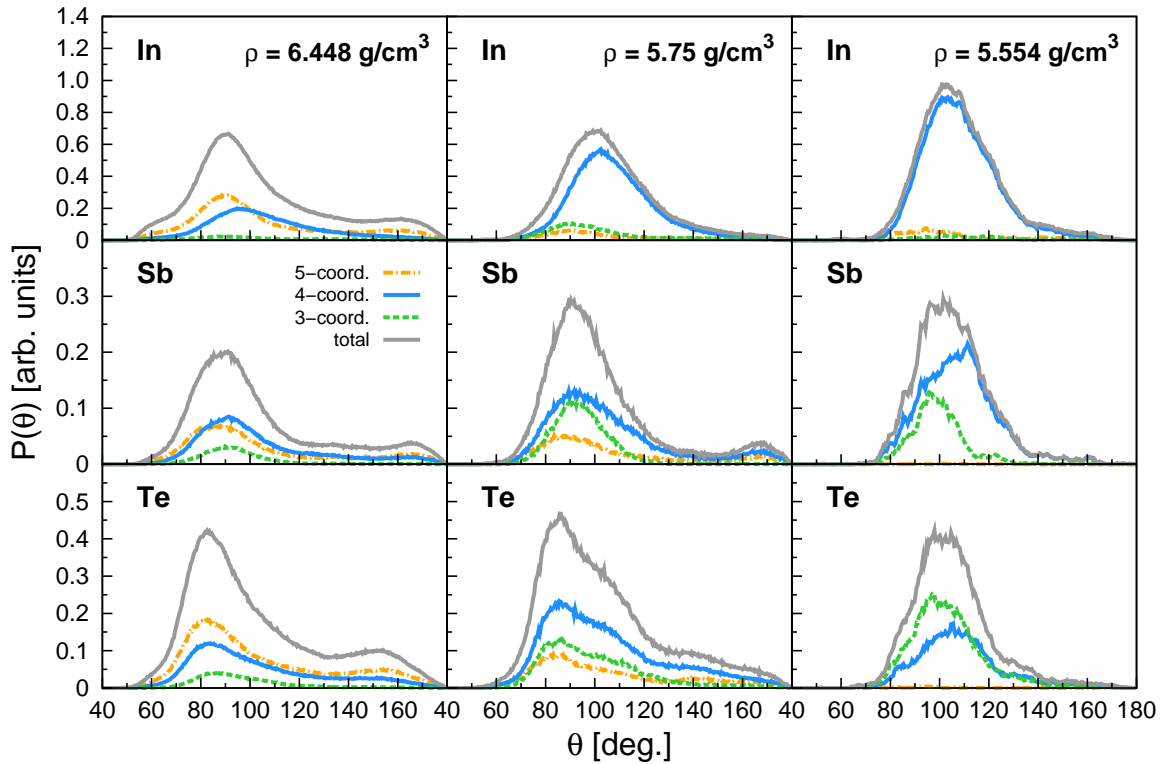 In ρ = 6.448 g/cm3
In ρ = 5.75 g/cm3
In ρ = 5.554 g/cm3
1.4
1.2
1.0
0.8
0.6
0.4
0.2
0
Sb
5−coord.
4−coord.
3−coord.
total
Sb
Sb
0.3
0.2
0.1
0
P(θ) [arb. units]
Te
Te
Te
0.5
0.4
0.3
0.2
0.1
0
40 60 80 100 120 140 160 40 60 80 100 120 140 160 40 60 80 100 120 140 160 180
θ [deg.]